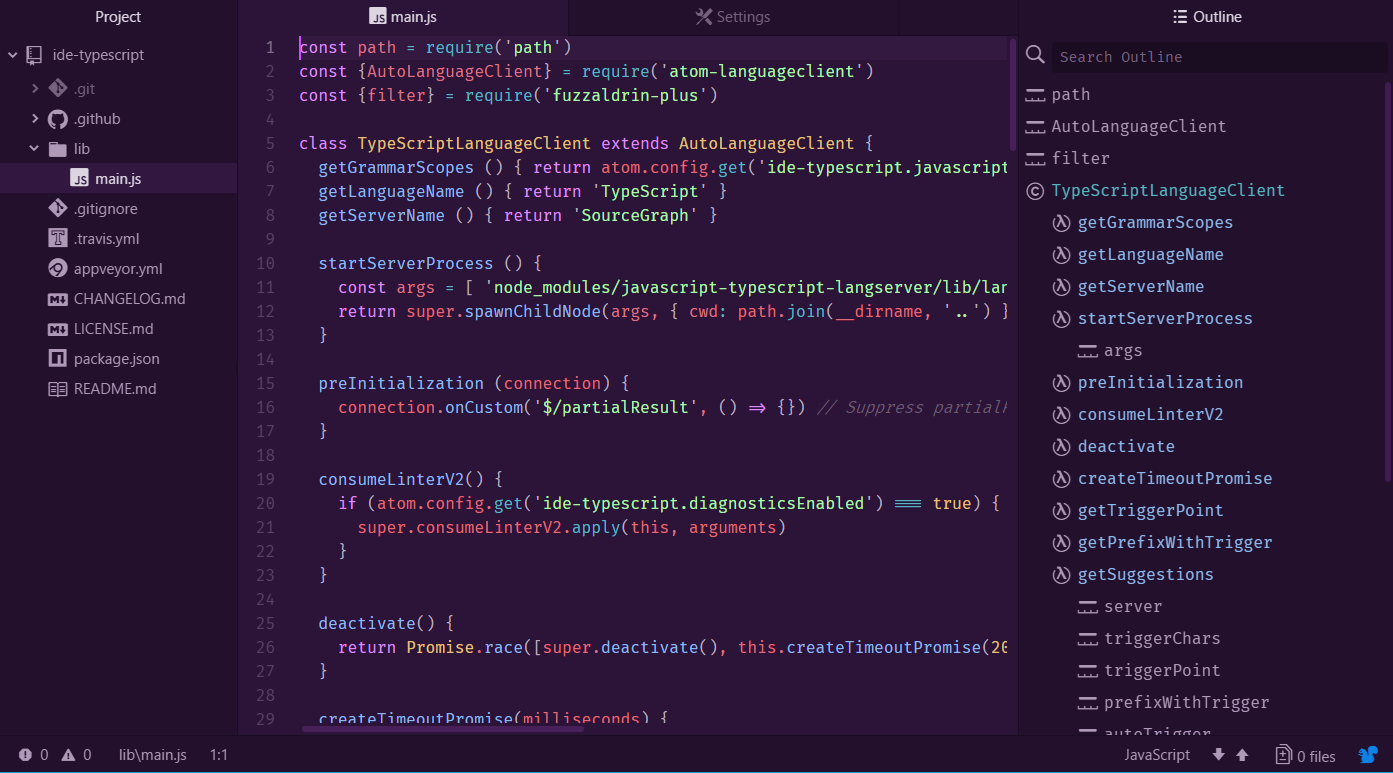 Project
ide-typescript
.git
.github
lib
main.js
.gitignore
.travis.yml
appveyor.yml
CHANGELOG.md
LICENSE.md
package.json
README.md
main.js
Settings
1 const path = require('path')
2 const {AutoLanguageClient} = require('atom-languageclient')
3 const {filter} = require('fuzzaldrin-plus')
4
5 class TypeScriptLanguageClient extends AutoLanguageClient {
6   getGrammarScopes () { return atom.config.get('ide-typescript.javascript
7   getLanguageName () { return 'TypeScript' }
8   getServerName () { return 'SourceGraph' }
9
10   startServerProcess () {
11     const args = [ 'node_modules/javascript-typescript-langserver/lib/lan
12     return super.spawnChildNode(args, { cwd: path.join(__dirname, '..') }
13   }
14
15   preInitialization (connection) {
16     connection.onCustom('$/partialResult', () => {}) // Suppress partialR
17   }
18
19   consumeLinterV2() {
20     if (atom.config.get('ide-typescript.diagnosticsEnabled') === true) {
21       super.consumeLinterV2.apply(this, arguments)
22     }
23   }
24
25   deactivate() {
26     return Promise.race([super.deactivate(), this.createTimeoutPromise(20
27   }
28
29   createTimeoutPromise(milliseconds) {
Outline
Search Outline
path
AutoLanguageClient
filter
TypeScriptLanguageClient
getGrammarScopes
getLanguageName
getServerName
startServerProcess
args
preInitialization
consumeLinterV2
deactivate
createTimeoutPromise
getTriggerPoint
getPrefixWithTrigger
getSuggestions
server
triggerChars
triggerPoint
prefixWithTrigger
autoTrigger
0 0 lib\main.js 1:1 JavaScript 0 files